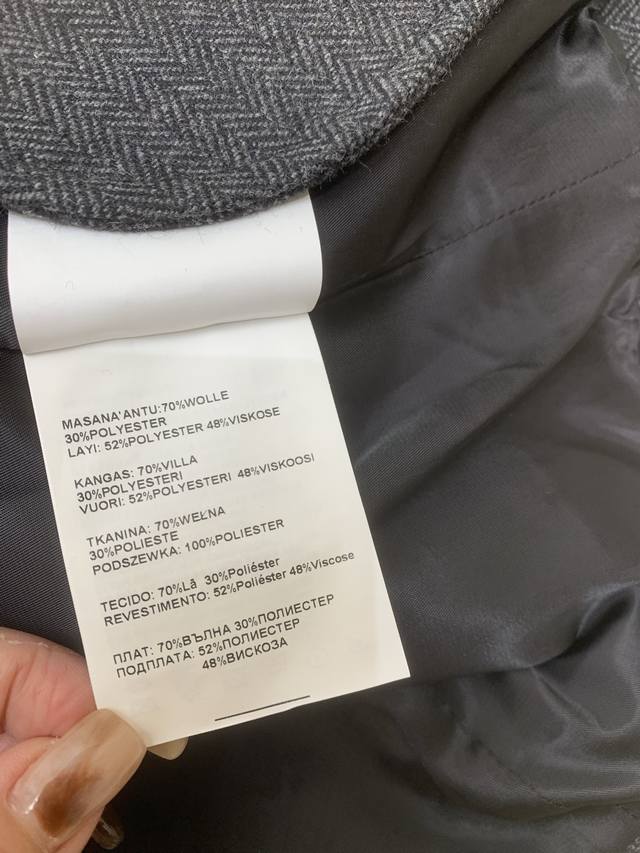 MASANA'ANTU:70%WOLLE
30%POLYESTER
LAYI: 52%POLYESTER 48%VISKOSE
KANGAS: 70%VILLA
30%POLYESTERI
VUORI: 52%POLYESTERI 48%VISKOOSI
TKANINA: 70%WEŁNA
30%POLIESTE
PODSZEWKA: 100%POLIESTER
TECIDO: 70%Lã 30%Poliéster
REVESTIMENTO: 52%Poliéster 48%Viscose
ПЛАТ: 70%ВЪЛНА 30%ПОЛИЕСТЕР
ПОДПЛАТА: 52%ПОЛИЕСТЕР
48%ВИСКОЗА